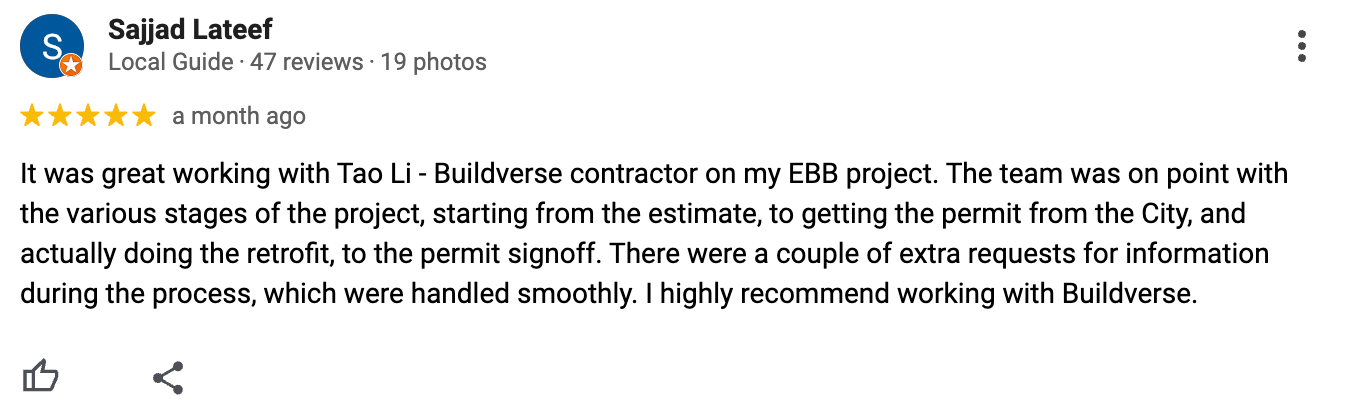 S
Sajjad Lateef
Local Guide · 47 reviews · 19 photos
a month ago
It was great working with Tao Li - Buildverse contractor on my EBB project. The team was on point with
the various stages of the project, starting from the estimate, to getting the permit from the City, and
actually doing the retrofit, to the permit signoff. There were a couple of extra requests for information
during the process, which were handled smoothly. I highly recommend working with Buildverse.